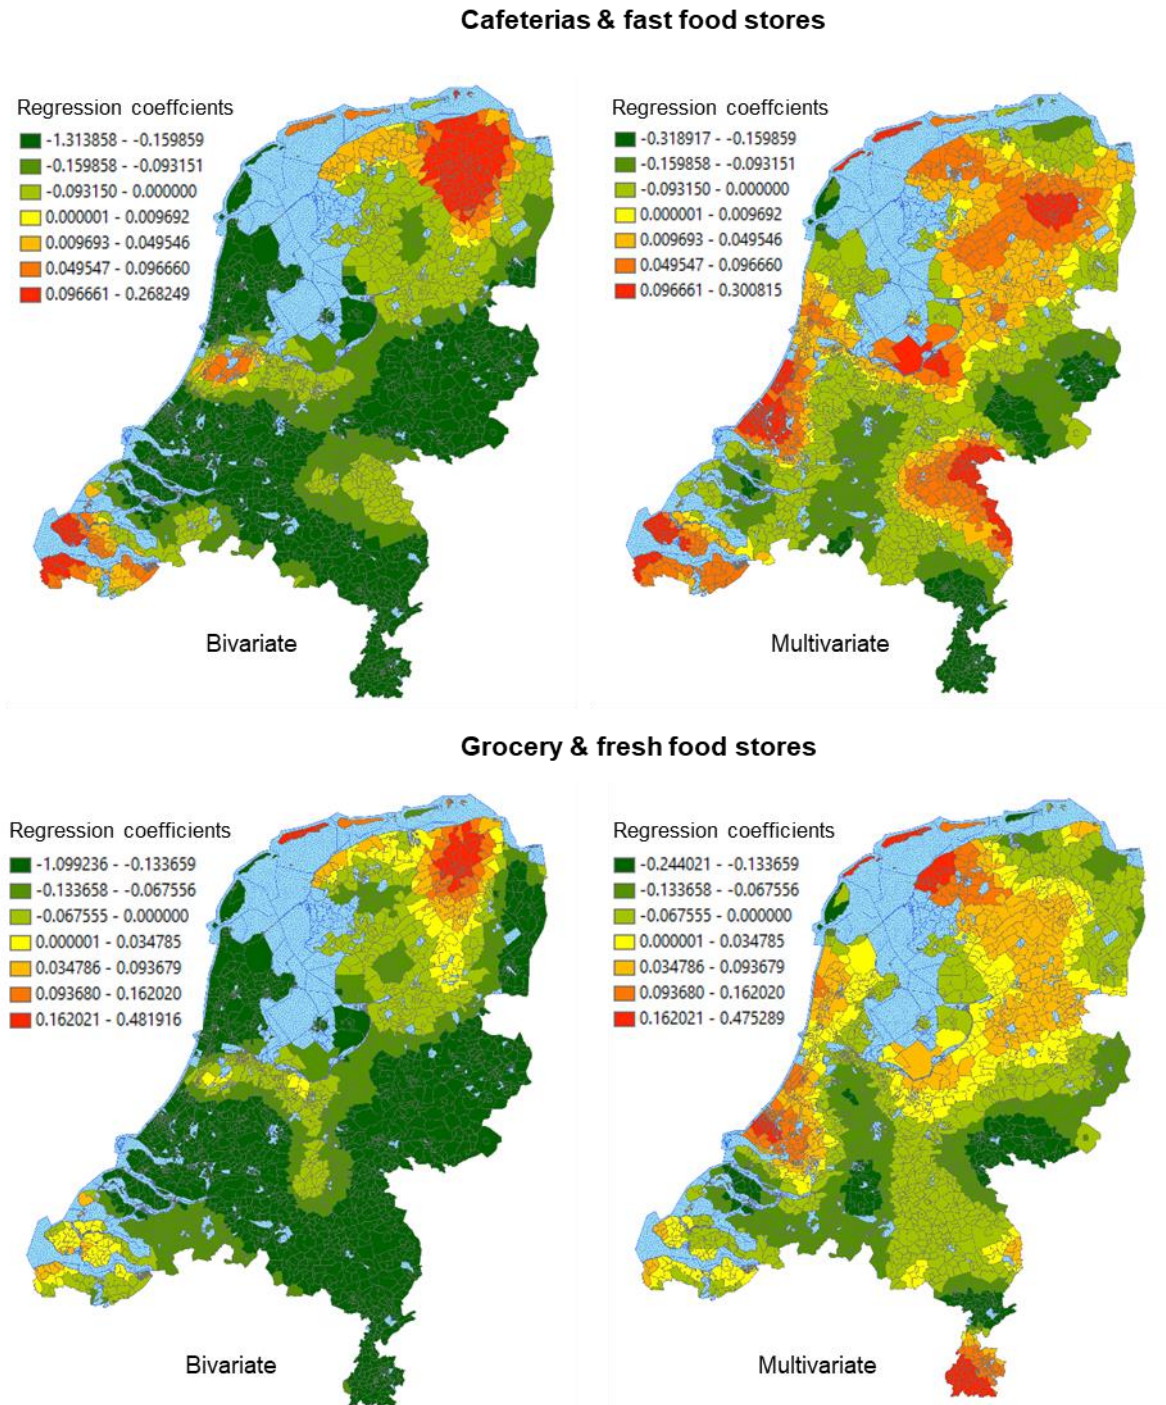 Cafeterias & fast food stores
Regression coeffcients
-1.313858 - -0.159859
-0.159858 - -0.093151
-0.093150 - 0.000000
0.000001 - 0.009692
0.009693 - 0.049546
0.049547 - 0.096660
0.096661 - 0.268249
Bivariate
Regression coeffcients
-0.318917 - -0.159859
-0.159858 - -0.093151
-0.093150 - 0.000000
0.000001 - 0.009692
0.009693 - 0.049546
0.049547 - 0.096660
0.096661 - 0.300815
Multivariate
Grocery & fresh food stores
Regression coefficients
-1.099236 - -0.133659
-0.133658 - -0.067556
-0.067555 - 0.000000
0.000001 - 0.034785
0.034786 - 0.093679
0.093680 - 0.162020
0.162021 - 0.481916
Bivariate
Regression coefficients
-0.244021 - -0.133659
-0.133658 - -0.067556
-0.067555 - 0.000000
0.000001 - 0.034785
0.034786 - 0.093679
0.093680 - 0.162020
0.162021 - 0.475289
Multivariate